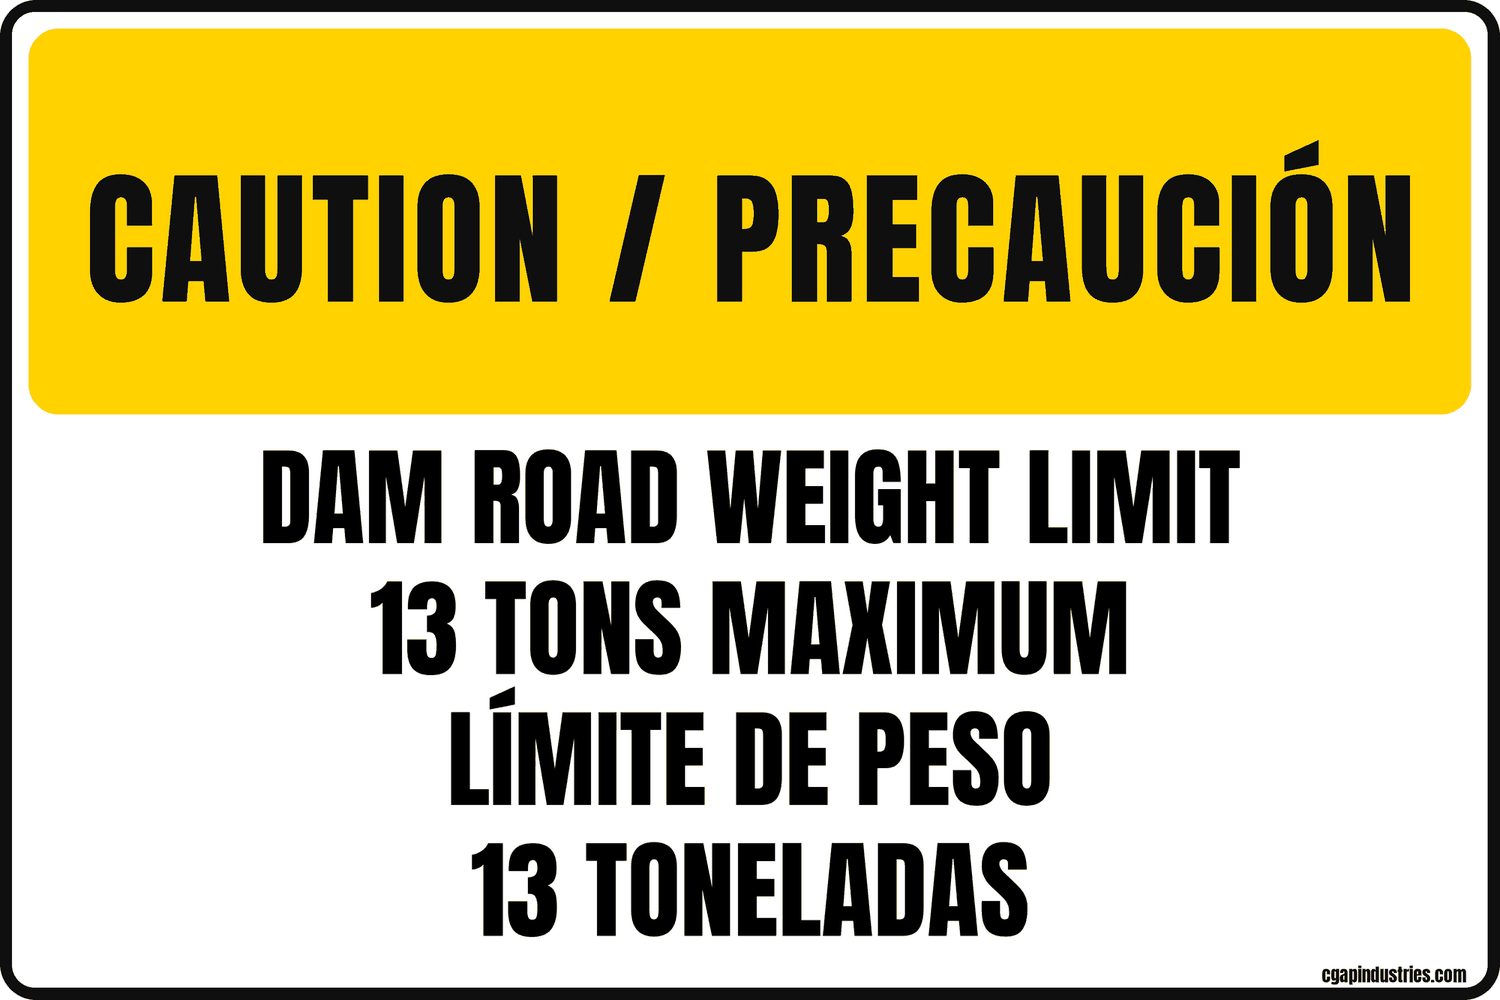 CAUTION / PRECAUCIÓN
DAM ROAD WEIGHT LIMIT
13 TONS MAXIMUM
LÍMITE DE PESO
13 TONELADAS
cgapindustries.com